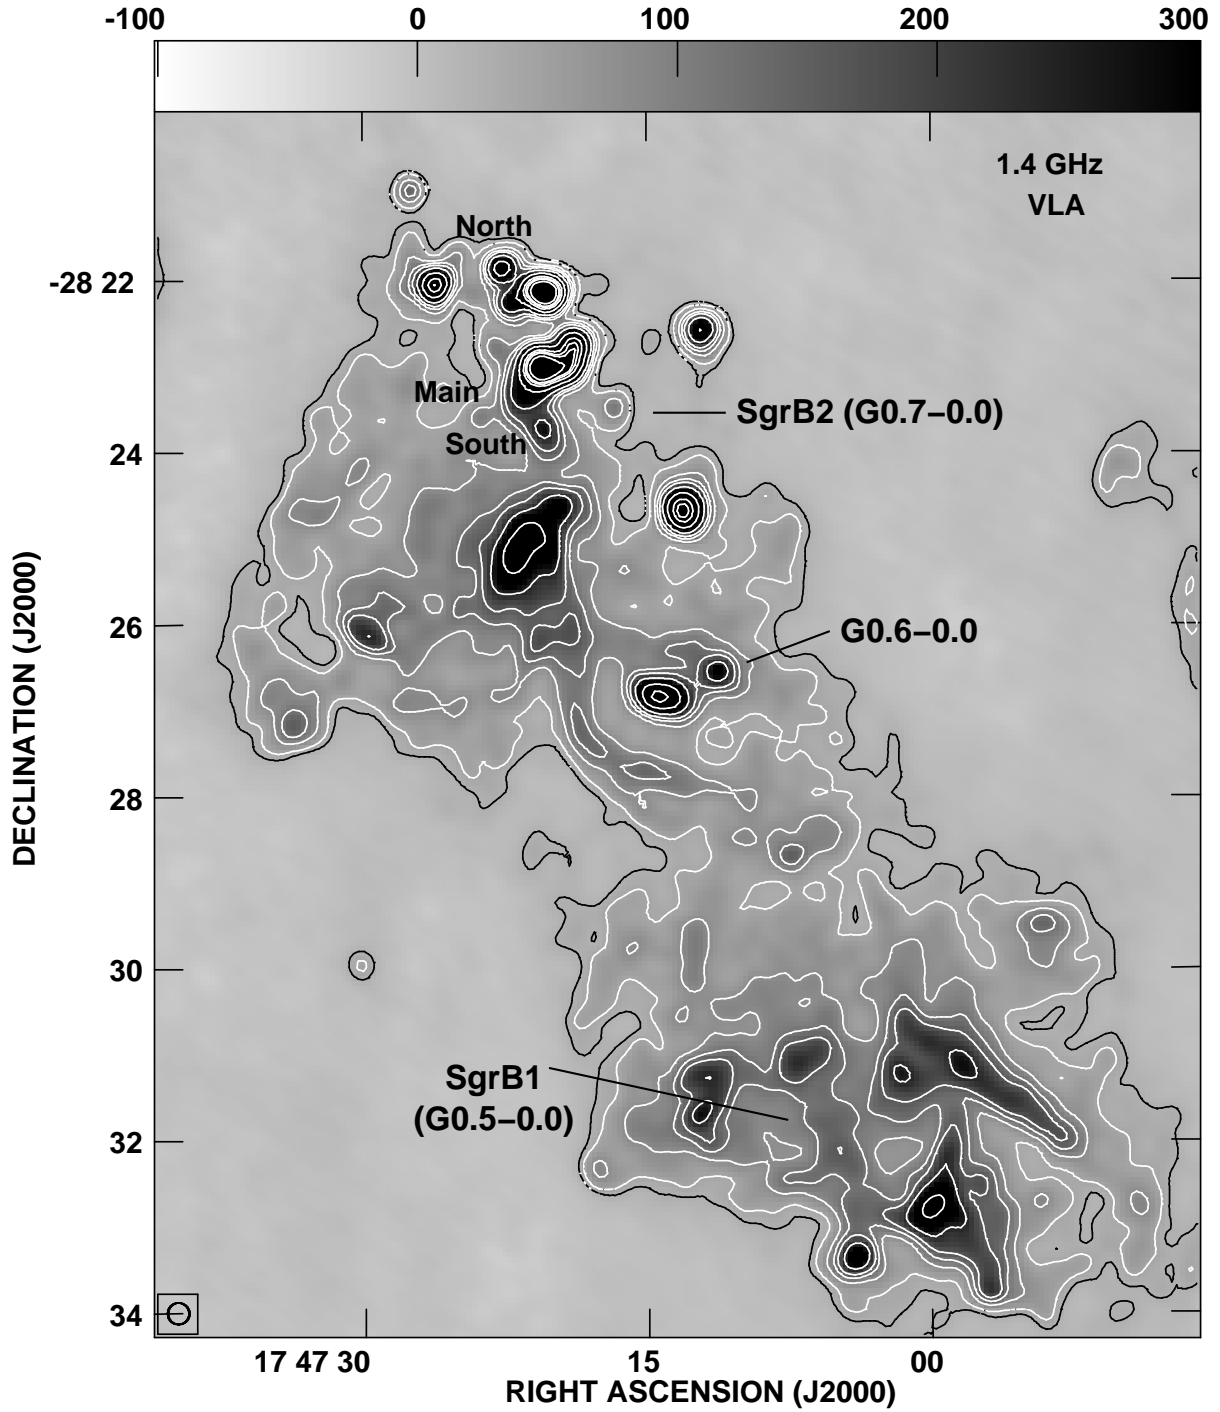 -100 0 100 200 300
1.4 GHz
VLA
North
-28 22
Main
SgrB2 (G0.7−0.0)
South
24
26
G0.6−0.0
DECLINATION (J2000)
28
30
SgrB1
(G0.5−0.0)
32
34
17 47 30 15 00
RIGHT ASCENSION (J2000)